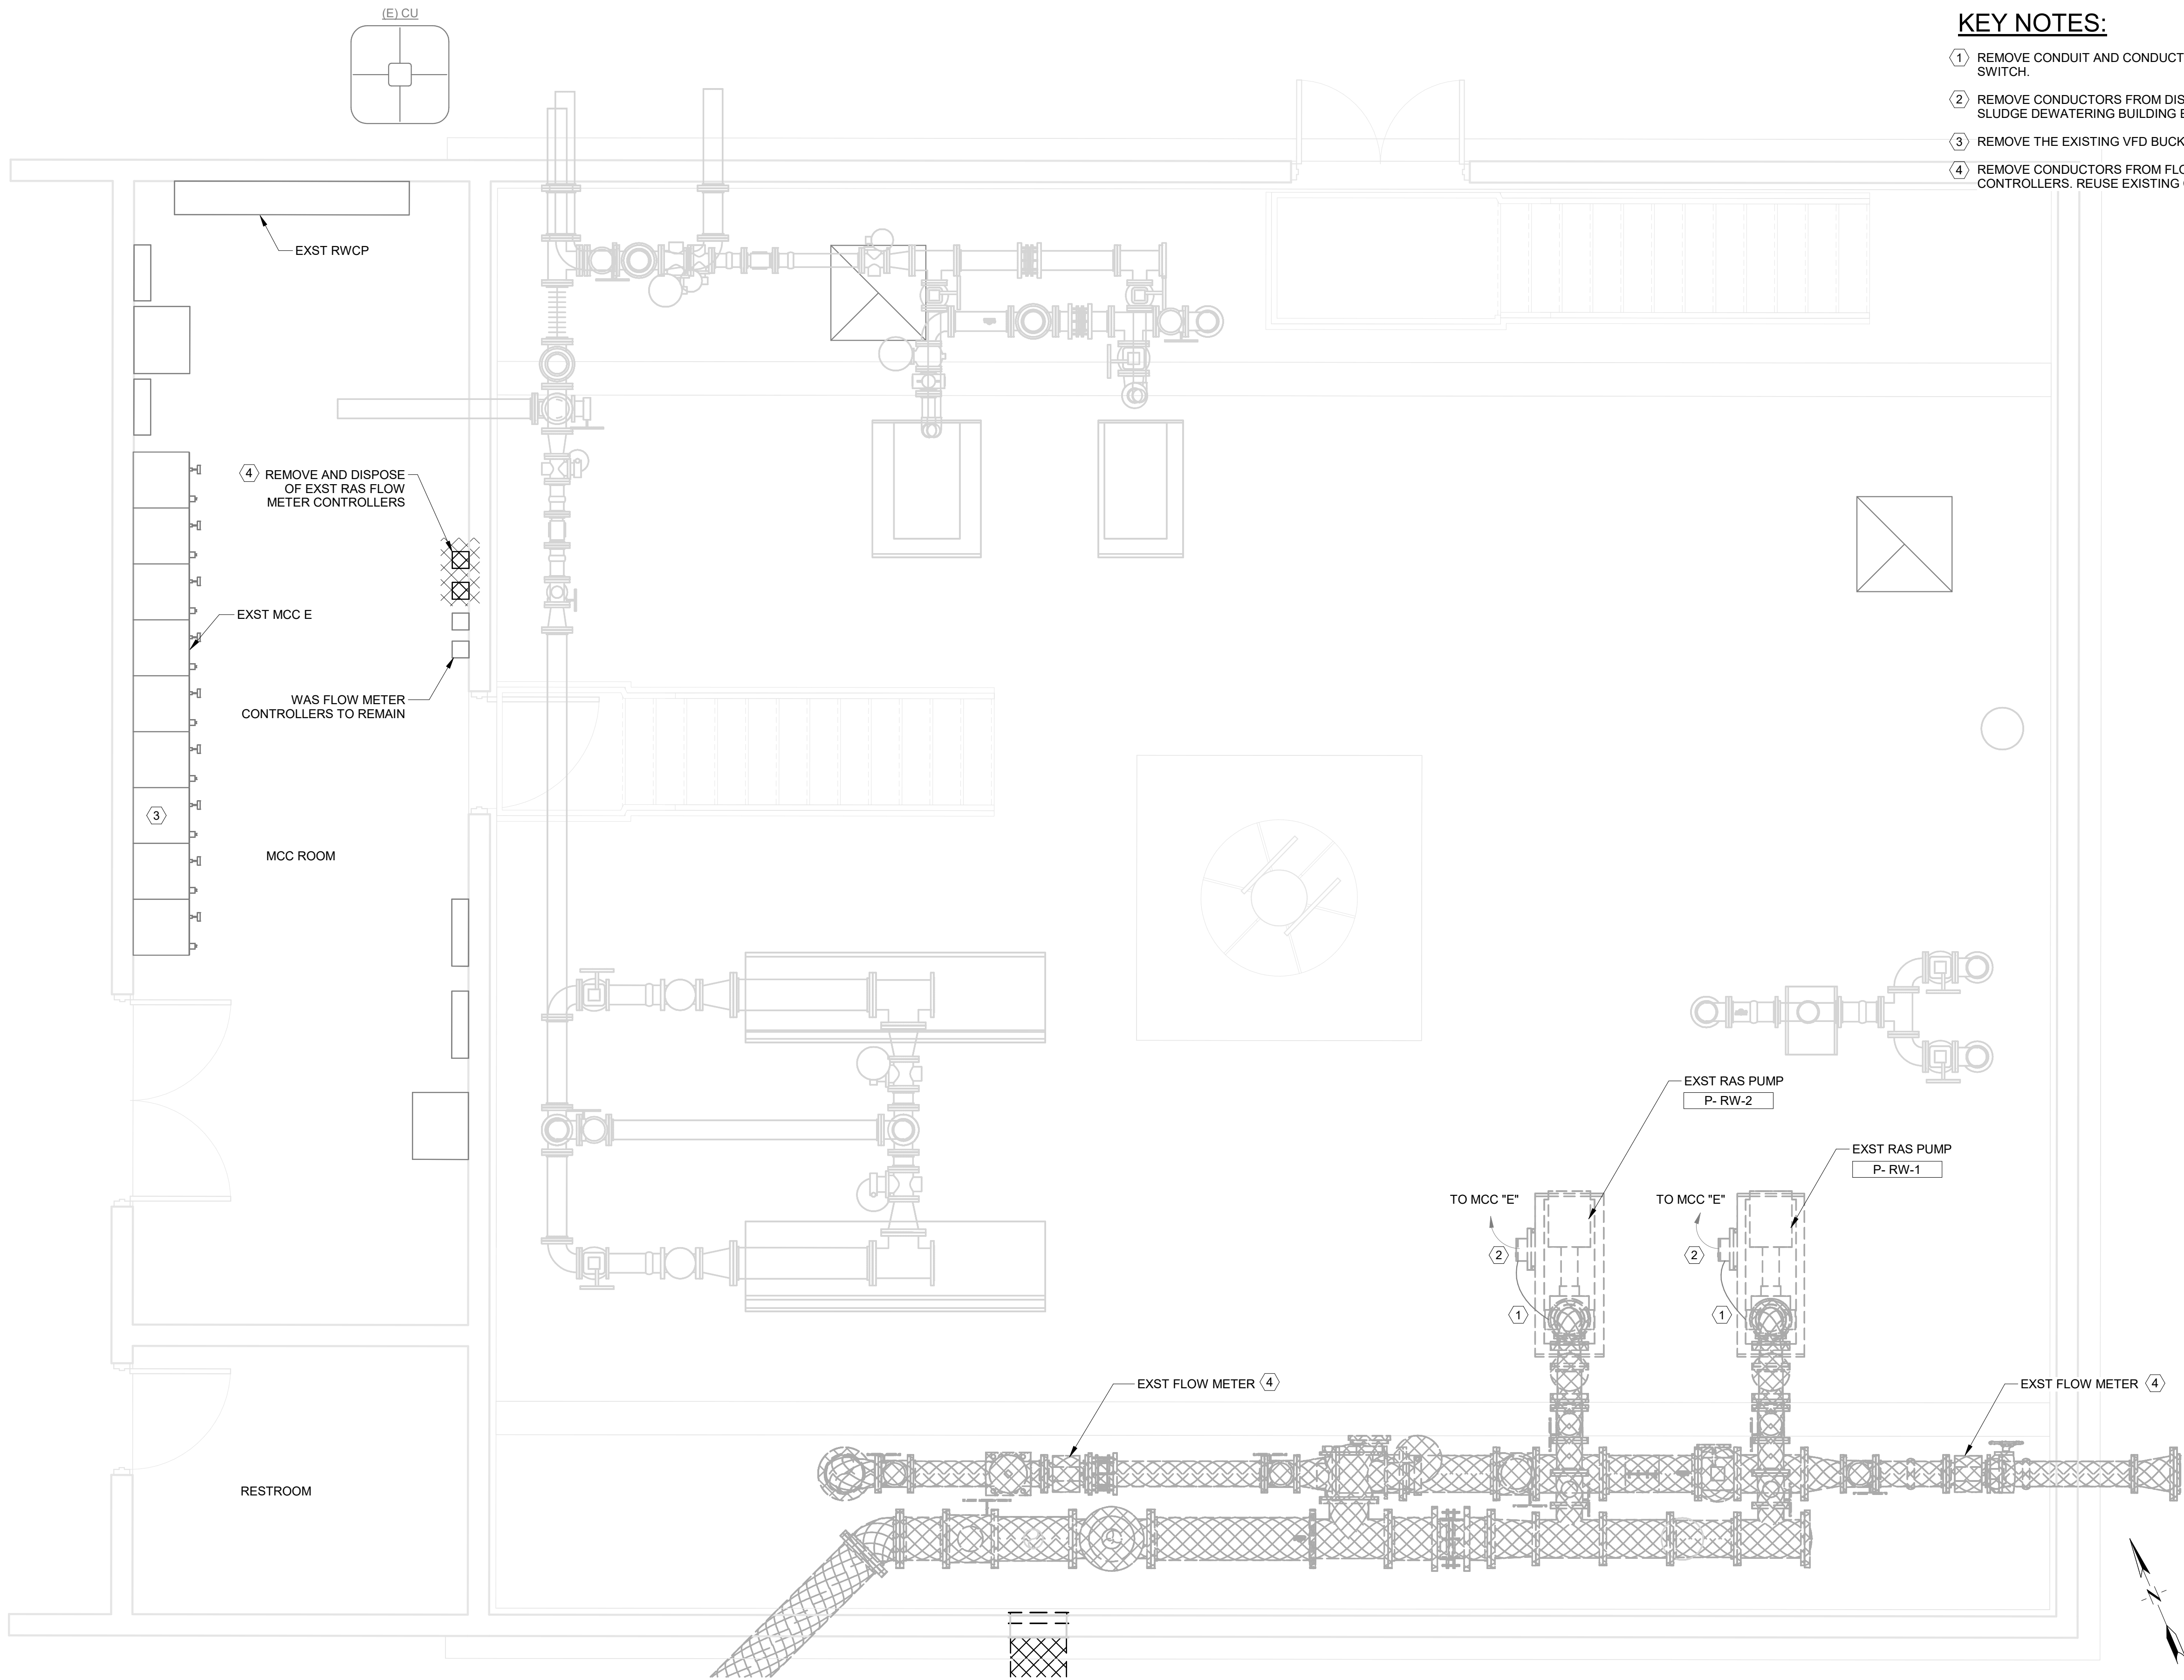 (E) CU
KEY NOTES:
1 REMOVE CONDUIT AND CONDUCT
SWITCH.
2 REMOVE CONDUCTORS FROM DIS
SLUDGE DEWATERING BUILDING
3 REMOVE THE EXISTING VFD BUCK
4 REMOVE CONDUCTORS FROM FLO
CONTROLLERS. REUSE EXISTING
EXST RWCP
4 REMOVE AND DISPOSE
OF EXST RAS FLOW
METER CONTROLLERS
EXST MCC E
WAS FLOW METER
CONTROLLERS TO REMAIN
3
MCC ROOM
EXST RAS PUMP
P- RW-2
EXST RAS PUMP
P- RW-1
TO MCC "E"
TO MCC "E"
2
2
1
1
EXST FLOW METER 4
EXST FLOW METER 4
RESTROOM
N